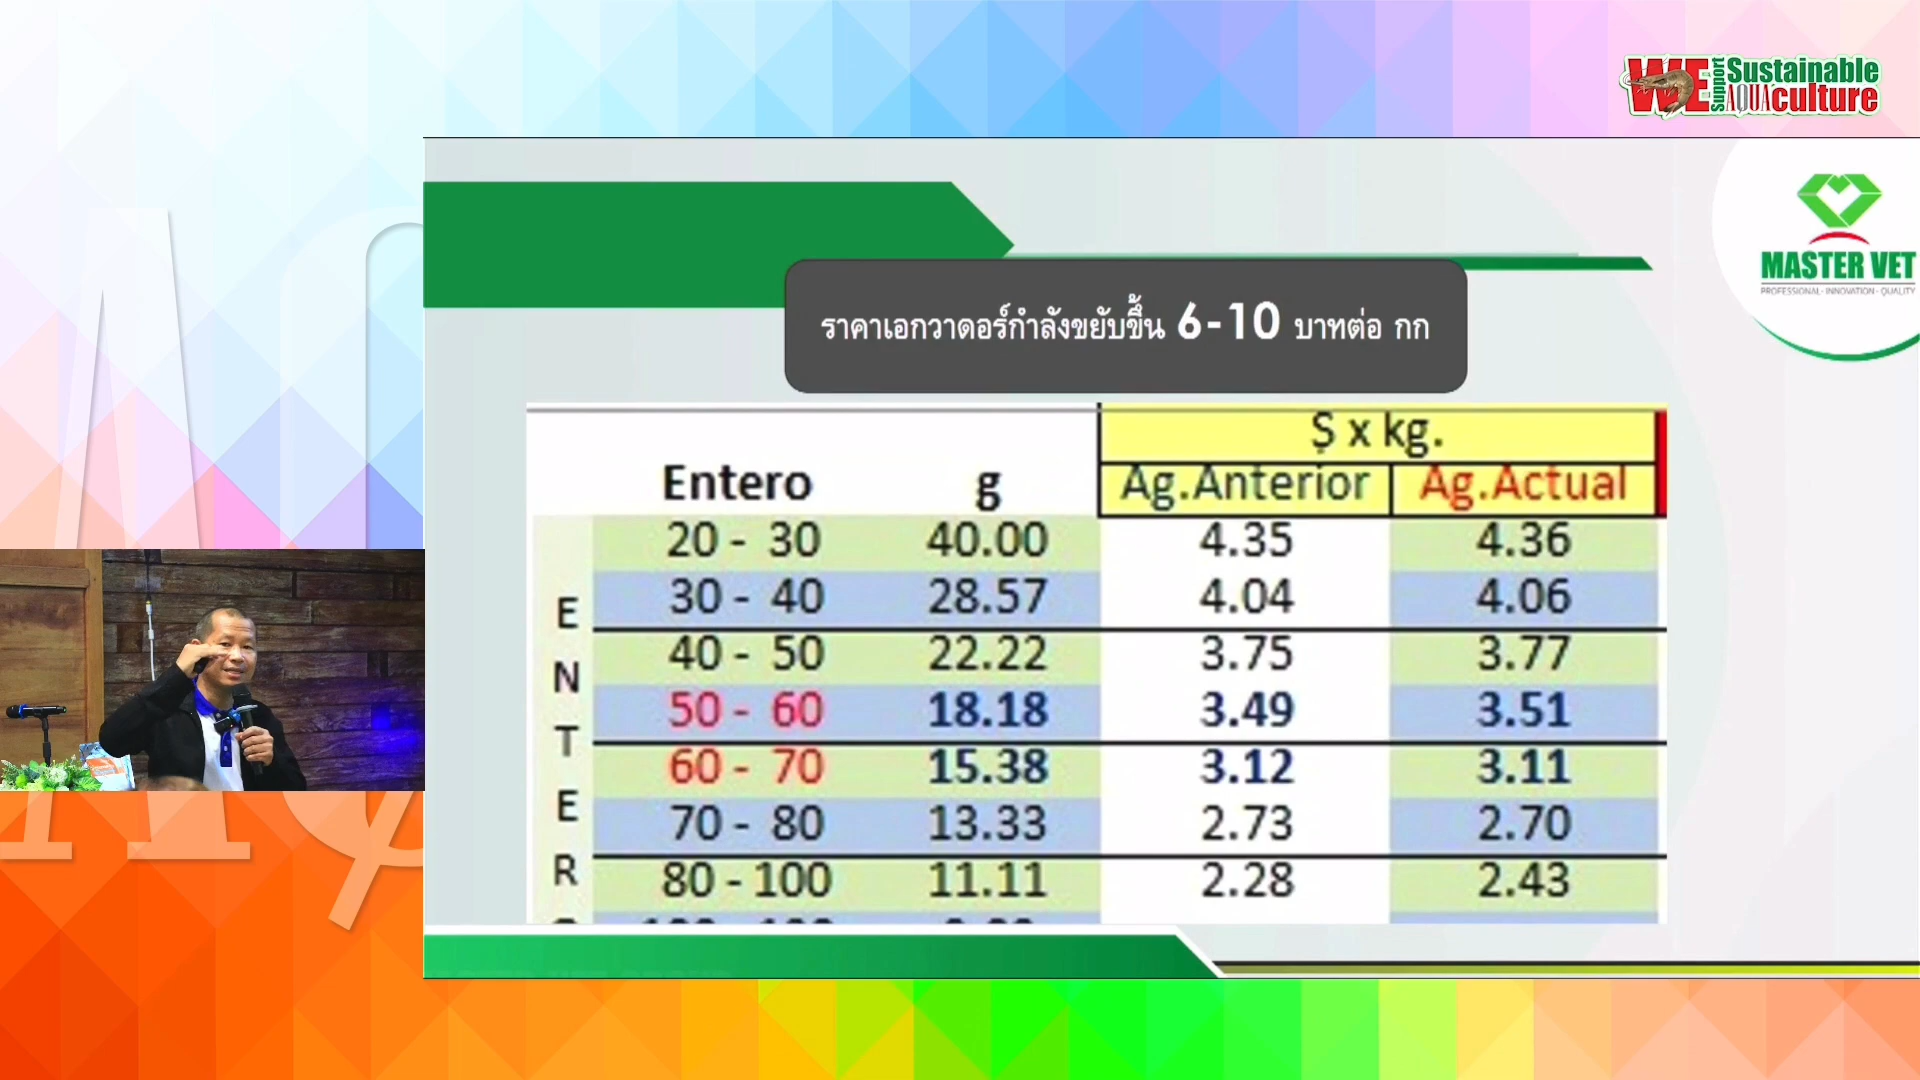 WE Support Sustainable AQUAculture
MASTER VET
PROFESSIONAL - INNOVATION - QUALITY
ราคาเอกวาดอร์กำลังขยับขึ้น 6-10 บาทต่อ กก
$ x kg.
Entero g Ag.Anterior Ag.Actual
20 - 30 40.00 4.35 4.36
30 - 40 28.57 4.04 4.06
40 - 50 22.22 3.75 3.77
50 - 60 18.18 3.49 3.51
60 - 70 15.38 3.12 3.11
70 - 80 13.33 2.73 2.70
80 - 100 11.11 2.28 2.43
E
N
T
E
R